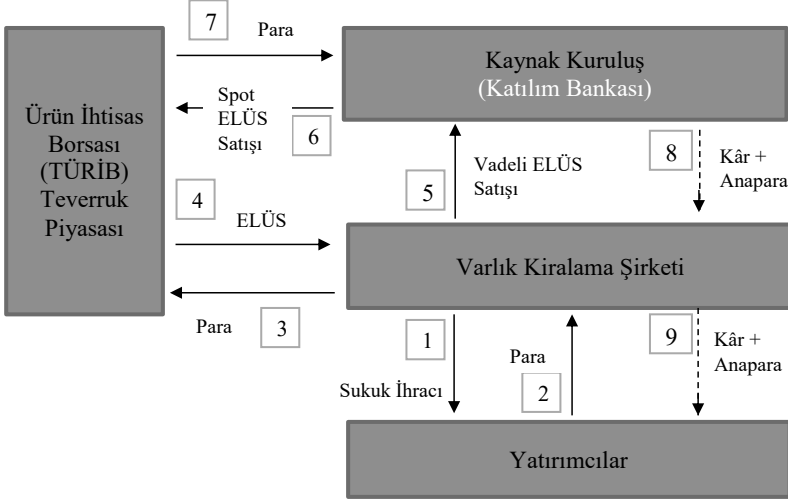 7
Para
Kaynak Kuruluş
(Katılım Bankası)
Ürün İhtisas
Borsası
(TÜRİB)
Teverruk
Piyasası
Spot
ELÜS
Satışı
6
5
Vadeli ELÜS
Satışı
8
Kâr +
Anapara
4
ELÜS
Varlık Kiralama Şirketi
Para
3
1
Sukuk İhracı
Para
2
9
Kâr +
Anapara
Yatırımcılar